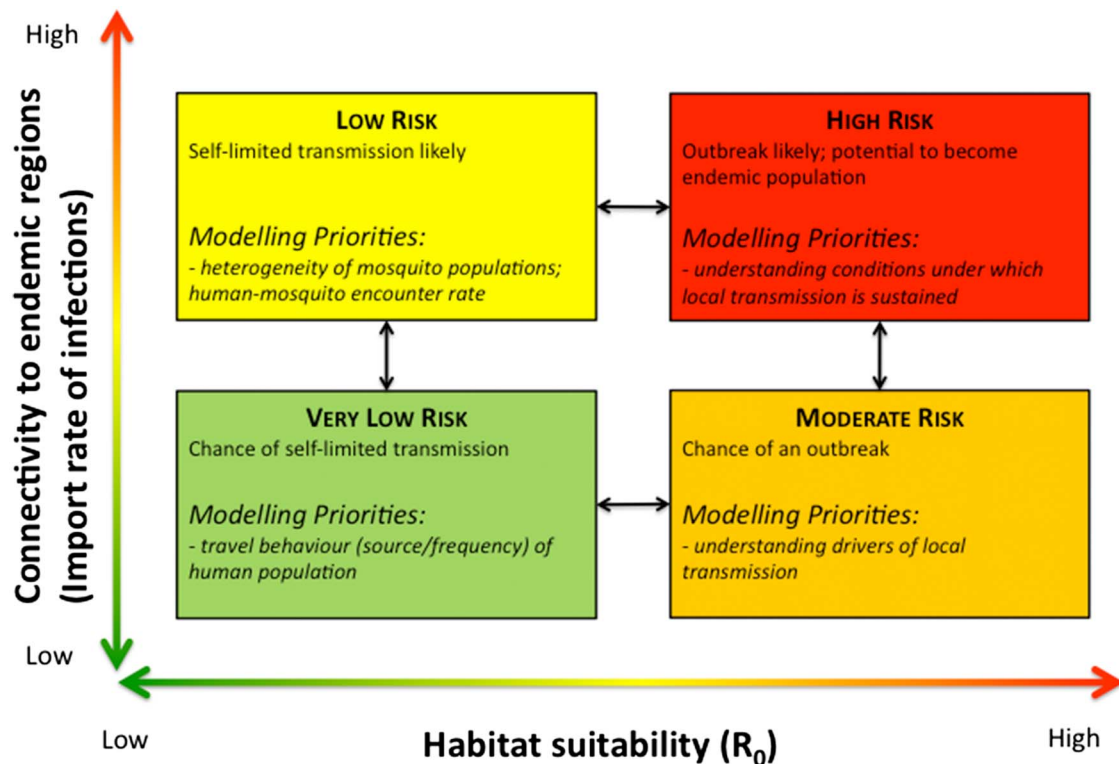 High
Connectivity to endemic regions
(Import rate of infections)
Low
LOW RISK
Self-limited transmission likely
Modelling Priorities:
- heterogeneity of mosquito populations;
human-mosquito encounter rate
HIGH RISK
Outbreak likely; potential to become
endemic population
Modelling Priorities:
- understanding conditions under which
local transmission is sustained
VERY LOW RISK
Chance of self-limited transmission
Modelling Priorities:
- travel behaviour (source/frequency) of
human population
MODERATE RISK
Chance of an outbreak
Modelling Priorities:
- understanding drivers of local
transmission
Low
Habitat suitability (R₀)
High